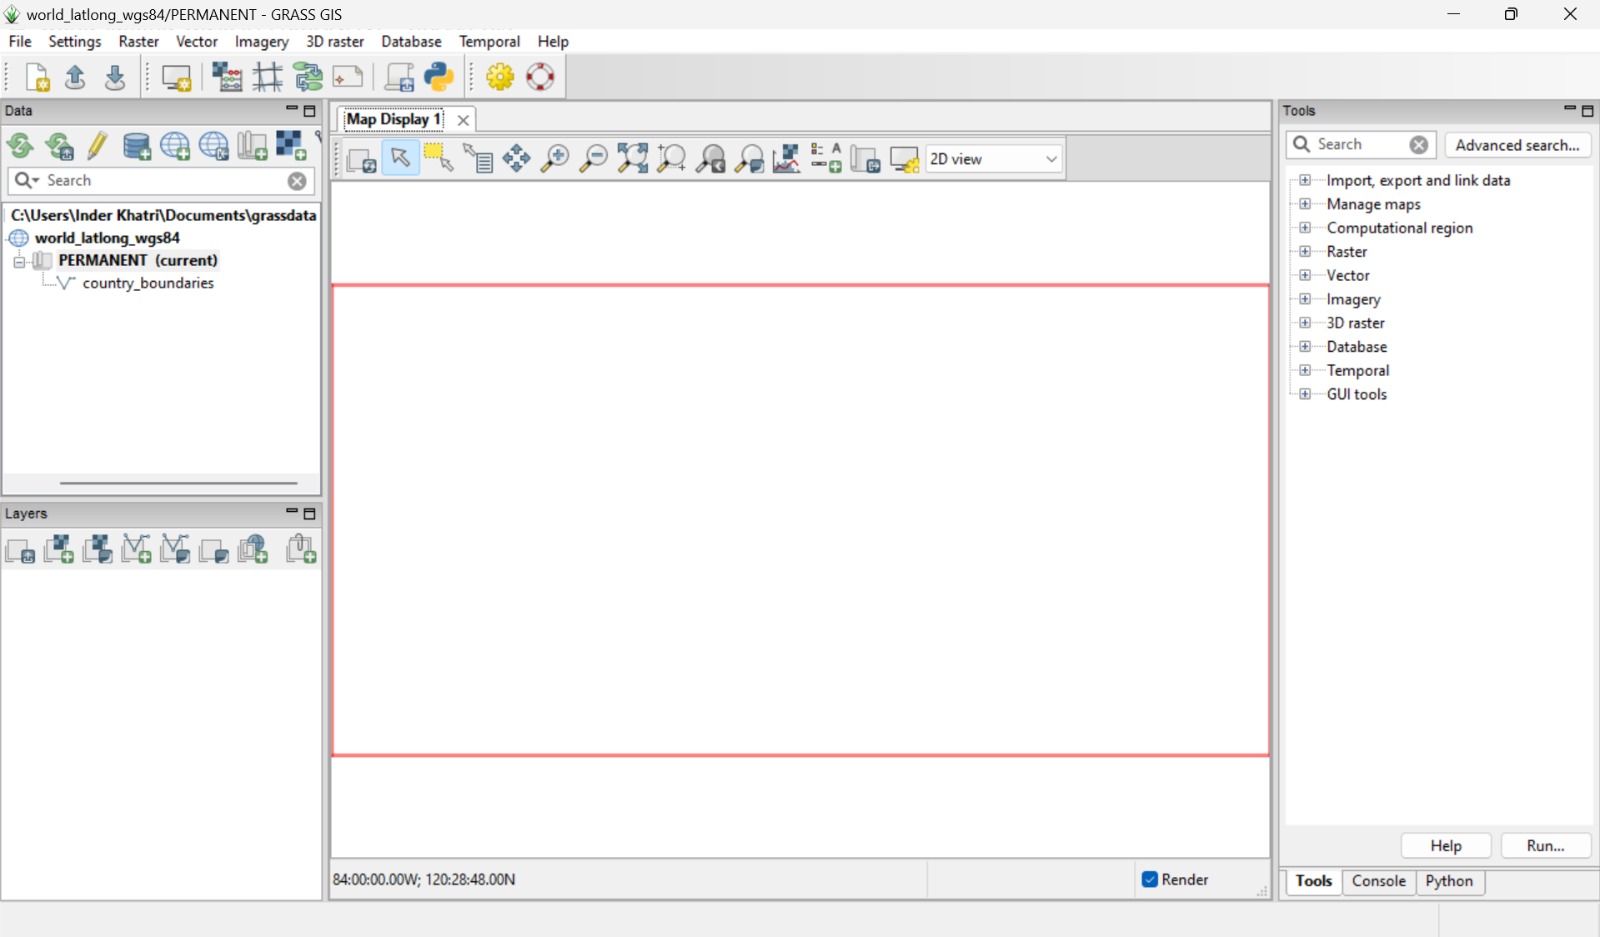 world_latlong_wgs84/PERMANENT - GRASS GIS
File Settings Raster Vector Imagery 3D raster Database Temporal Help
Data
Search
C:\Users\Inder Khatri\Documents\grassdata
world_latlong_wgs84
PERMANENT (current)
country_boundaries
Layers
Map Display 1
A
2D view
84:00:00.00W; 120:28:48.00N
Render
Tools
Search
Advanced search...
Import, export and link data
Manage maps
Computational region
Raster
Vector
Imagery
3D raster
Database
Temporal
GUI tools
Help Run...
Tools Console Python